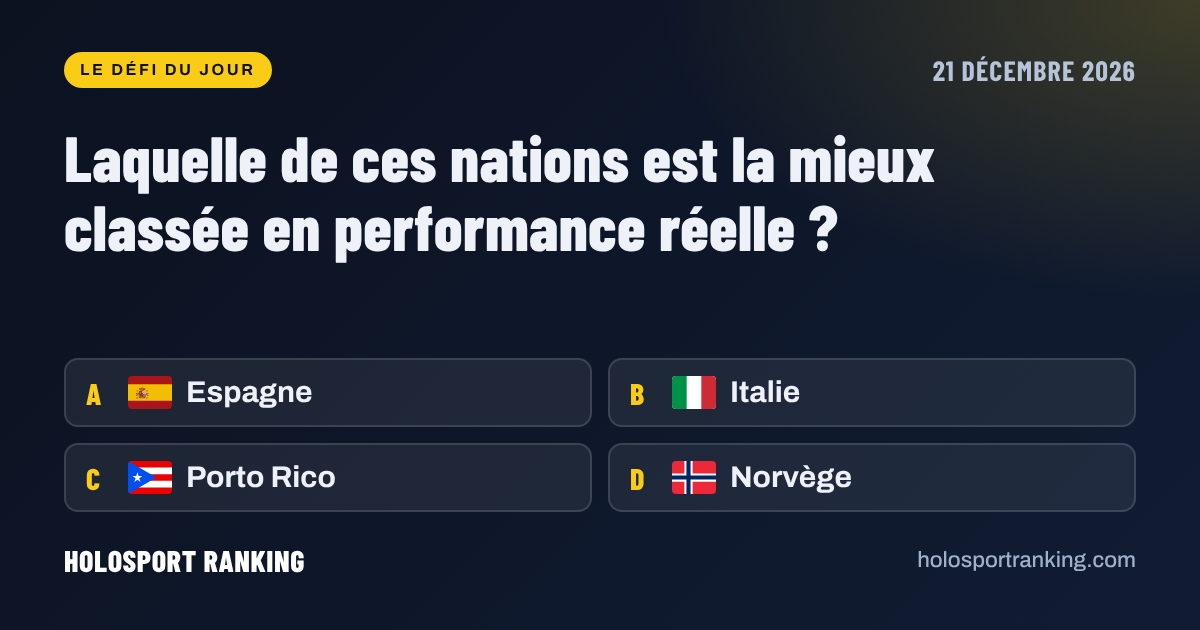 LE DÉFI DU JOUR
21 DÉCEMBRE 2026
Laquelle de ces nations est la mieux
classée en performance réelle ?
A Espagne
B Italie
C Porto Rico
D Norvège
HOLOSPORT RANKING
holosportranking.com